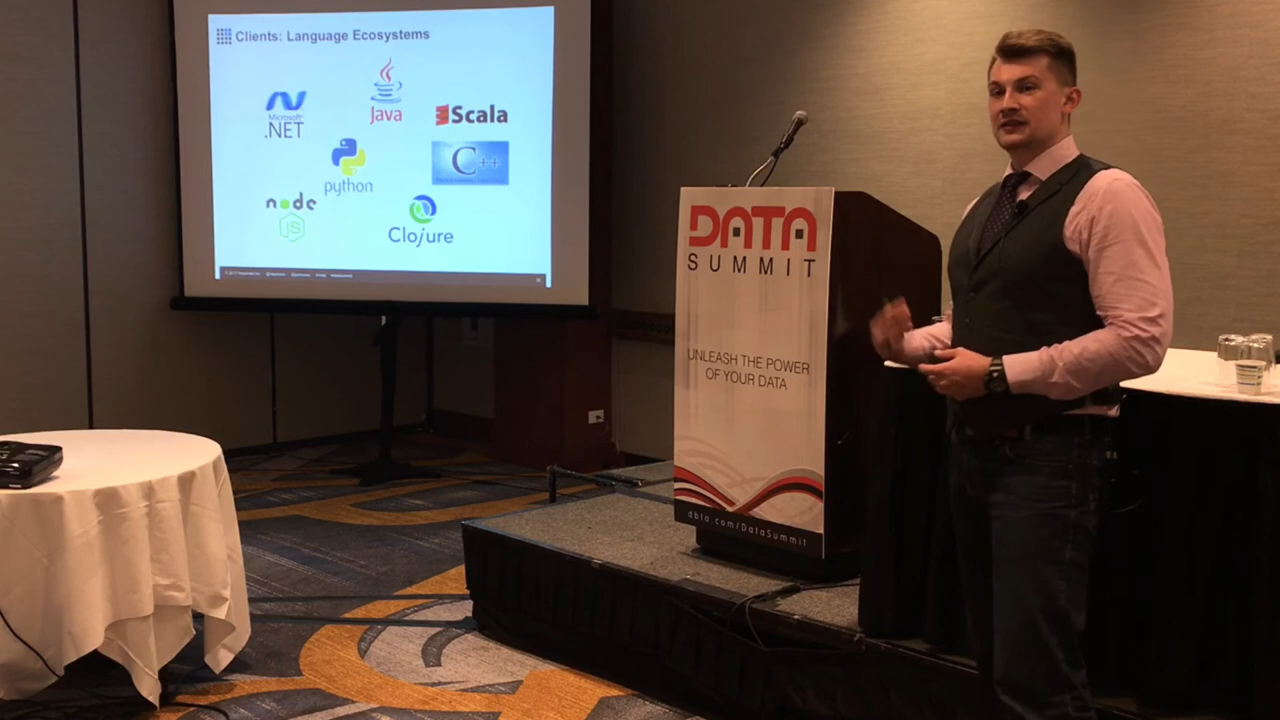 Clients: Language Ecosystems
Microsoft
.NET
Java
Scala
python
C++
node
JS
Clojure
DATA
SUMMIT
UNLEASH THE POWER
OF YOUR DATA
dbta.com/DataSummit